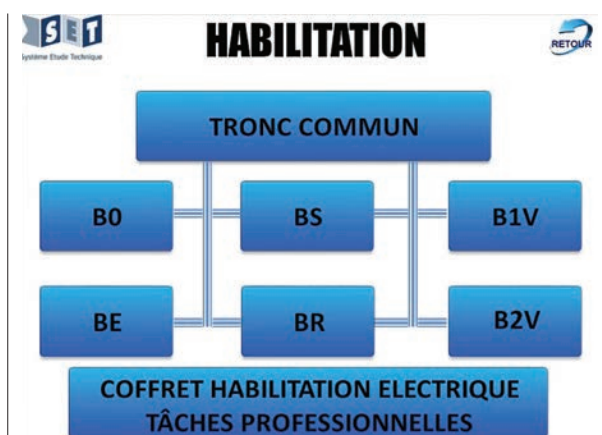 SET
Système Etude Technique
HABILITATION
RETOUR
TRONC COMMUN
B0 BS B1V
BE BR B2V
COFFRET HABILITATION ELECTRIQUE
TÂCHES PROFESSIONNELLES